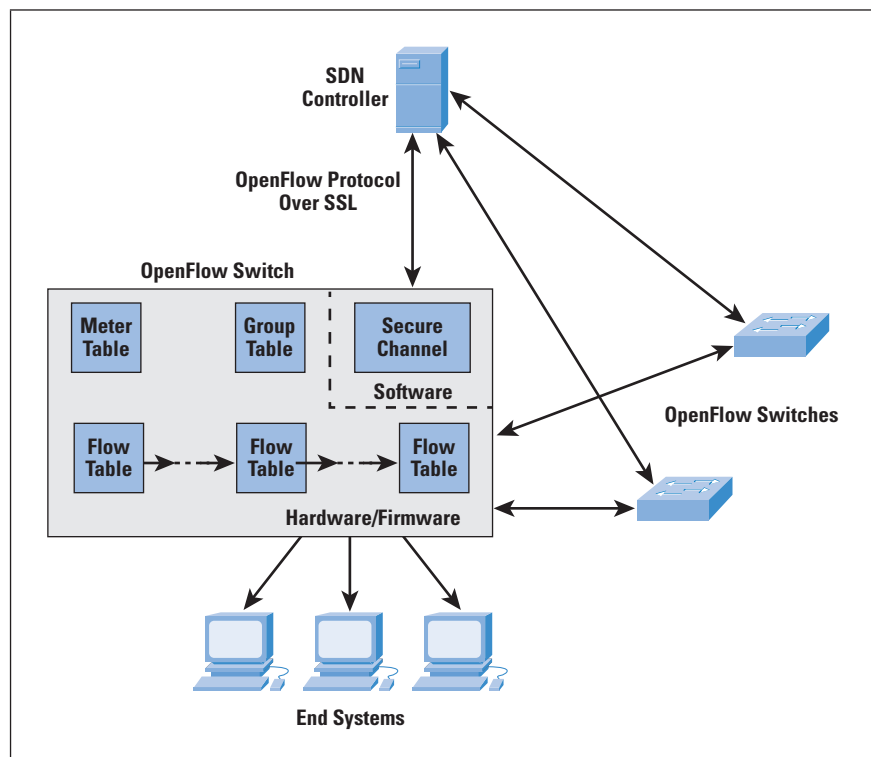 SDN
Controller
OpenFlow Protocol
Over SSL
OpenFlow Switch
Meter
Table
Group
Table
Secure
Channel
Software
Flow
Table
Flow
Table
Flow
Table
Hardware/Firmware
OpenFlow Switches
End Systems